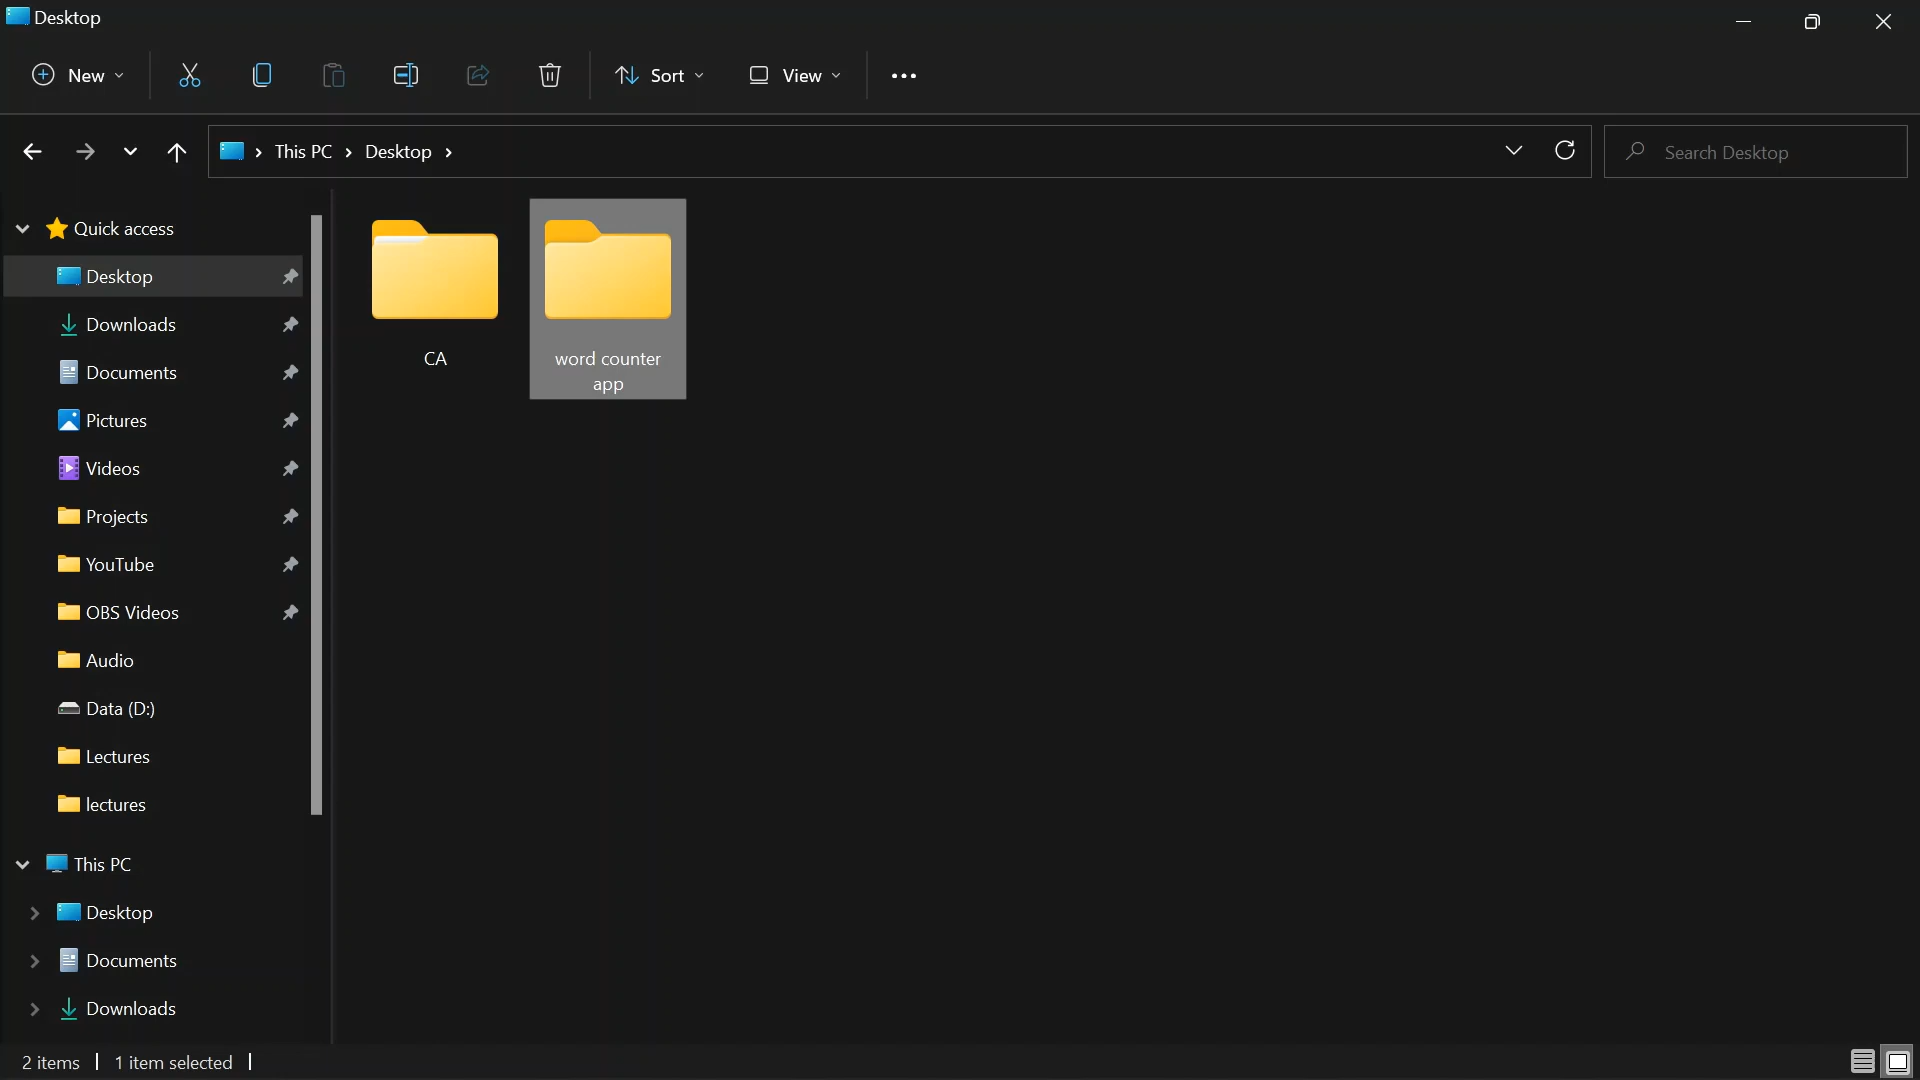 Desktop
New
Sort
View
This PC
Desktop
Search Desktop
Quick access
Desktop
Downloads
Documents
Pictures
Videos
Projects
YouTube
OBS Videos
Audio
Data (D:)
Lectures
lectures
This PC
Desktop
Documents
Downloads
CA
word counter
app
2 items
1 item selected